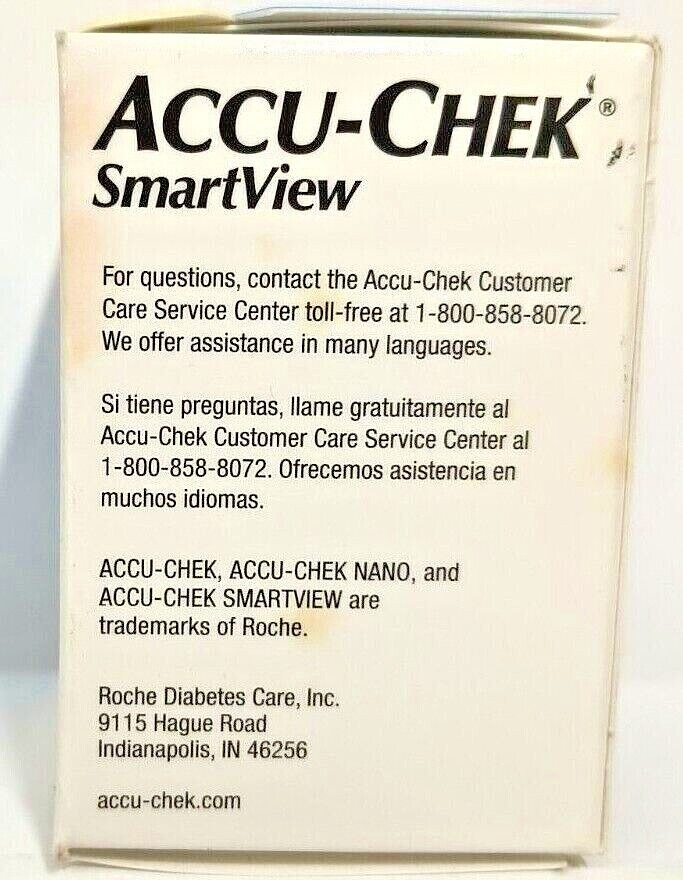 ACCU-CHEK®
SmartView
For questions, contact the Accu-Chek Customer
Care Service Center toll-free at 1-800-858-8072.
We offer assistance in many languages.
Si tiene preguntas, llame gratuitamente al
Accu-Chek Customer Care Service Center al
1-800-858-8072. Ofrecemos asistencia en
muchos idiomas.
ACCU-CHEK, ACCU-CHEK NANO, and
ACCU-CHEK SMARTVIEW are
trademarks of Roche.
Roche Diabetes Care, Inc.
9115 Hague Road
Indianapolis, IN 46256
accu-chek.com